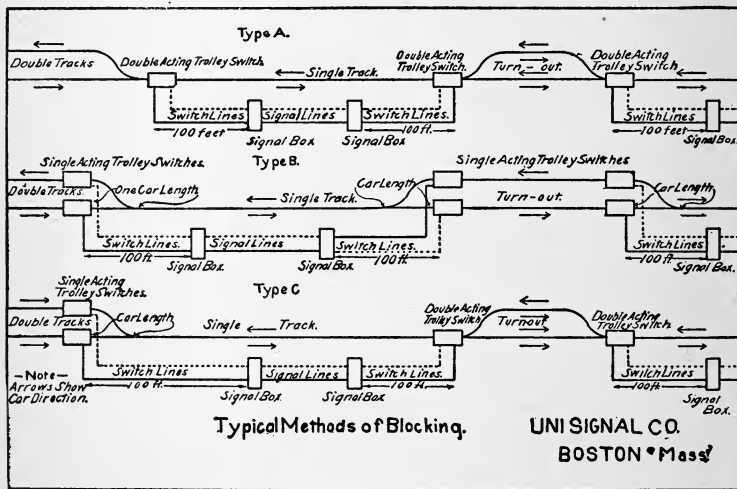 Type A.
Double Tracks
Double Acting Trolley Switch
Single Track.
Double Acting
Trolley Switch.
Turn-out.
Double Acting
Trolley Switch
Switch Lines
Signal Lines
Switch Lines
Switch Lines
100 feet
100 ft.
100 feet
Signal Box
Signal Box
Signal Box
Type B
Single Acting Trolley Switches.
Single Acting Trolley Switches
Double Tracks.
One Car Length
Single Track.
Car Length
Turn-out.
Car Length
Switch Lines.
Signal Lines
Switch Lines
Switch Lines
100 ft.
100 ft.
100 ft.
Signal Box.
Signal Box
Signal Box
Type C
Single Acting
Trolley Switches.
Double Tracks
Car Length
Single Track.
Double Acting
Trolley Switch
Turnout
Double Acting
Trolley Switch.
—Note—
Arrows Show
Car Direction.
Switch Lines
Signal Lines
Switch Lines.
Switch Lines
100 ft.
100 ft.
100 ft.
Signal
Box
Signal Box
Signal
Box.
Typical Methods of Blocking.
UNI SIGNAL CO.
BOSTON Mass.